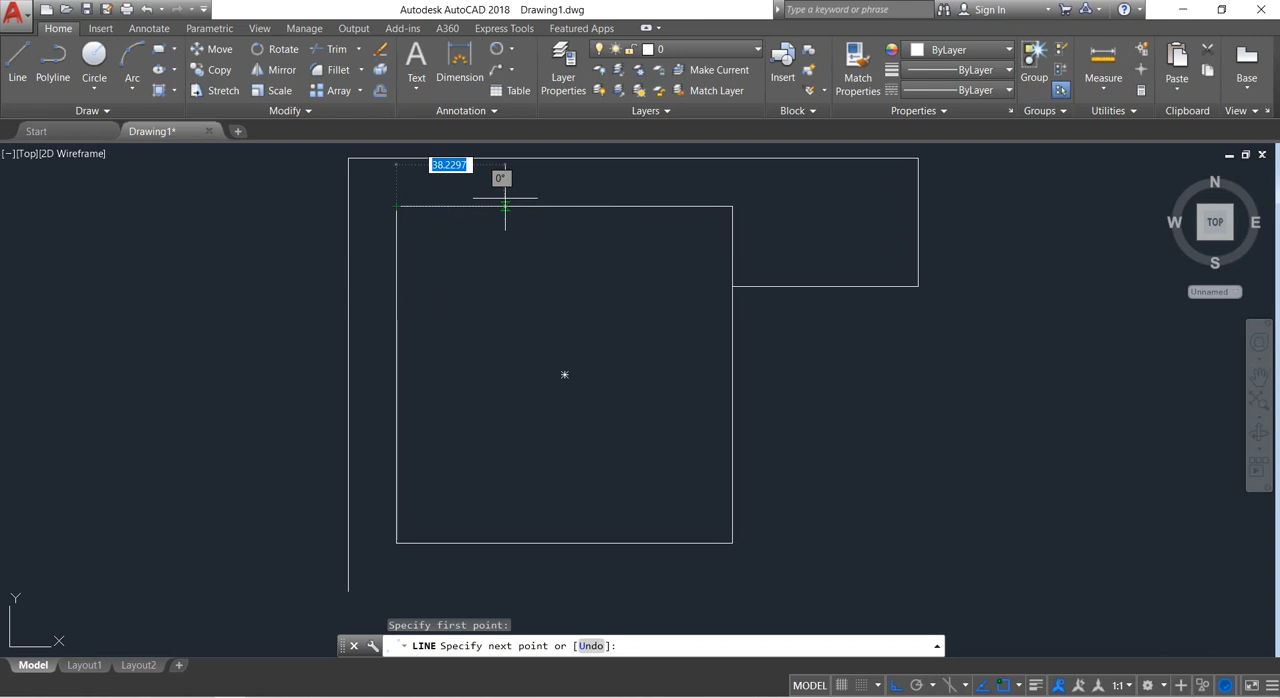 Autodesk AutoCAD 2018 Drawing1.dwg
Type a keyword or phrase
Sign In
Home Insert Annotate Parametric View Manage Output Add-ins A360 Express Tools Featured Apps
Line
Polyline
Circle
Arc
Draw
Move
Rotate
Trim
Copy
Mirror
Fillet
Stretch
Scale
Array
Modify
Text
Dimension
Table
Annotation
Layer
Properties
0
Make Current
Match Layer
Layers
Insert
Block
Match
Properties
ByLayer
ByLayer
ByLayer
Properties
Group
Groups
Measure
Utilities
Paste
Clipboard
Base
View
Start
Drawing1*
[−][Top][2D Wireframe]
38.2297
0°
N
W
TOP
E
S
Unnamed
Y
X
Specify first point:
LINE Specify next point or [Undo]:
Model
Layout1
Layout2
MODEL
1:1